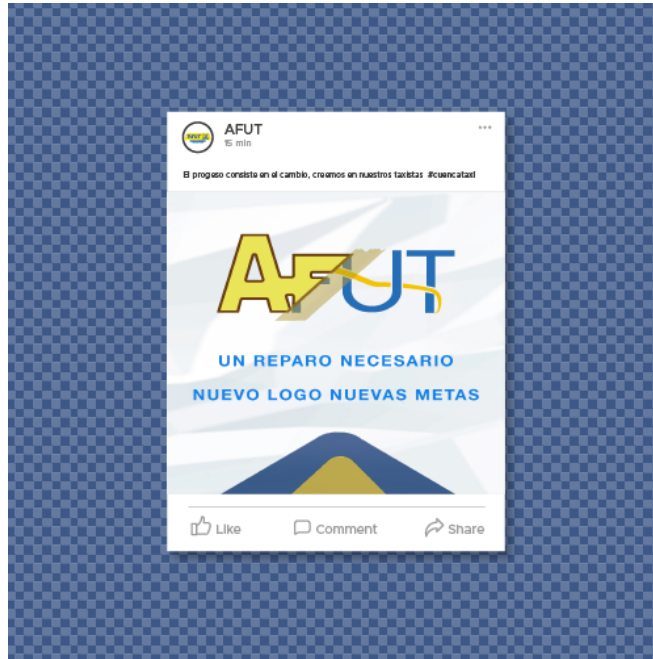 AFUT
15 min
El progeso consiste en el cambio, creemos en nuestros taxistas #cuencataxi
AFUT
UN REPARO NECESARIO
NUEVO LOGO NUEVAS METAS
Like
Comment
Share